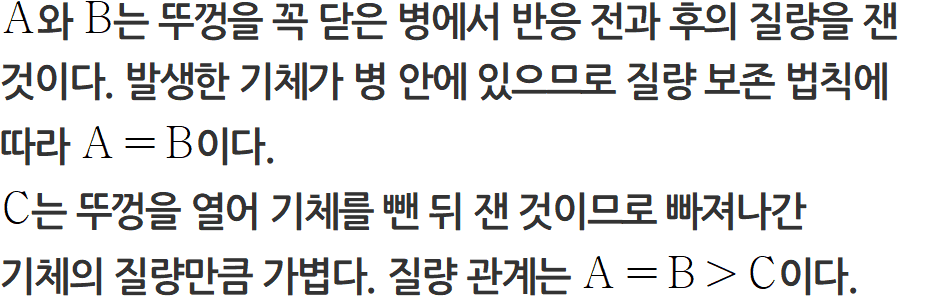 A와 B는 뚜껑을 꼭 닫은 병에서 반응 전과 후의 질량을 잰
것이다. 발생한 기체가 병 안에 있으므로 질량 보존 법칙에
따라 A = B이다.
C는 뚜껑을 열어 기체를 뺀 뒤 잰 것이므로 빠져나간
기체의 질량만큼 가볍다. 질량 관계는 A = B > C이다.